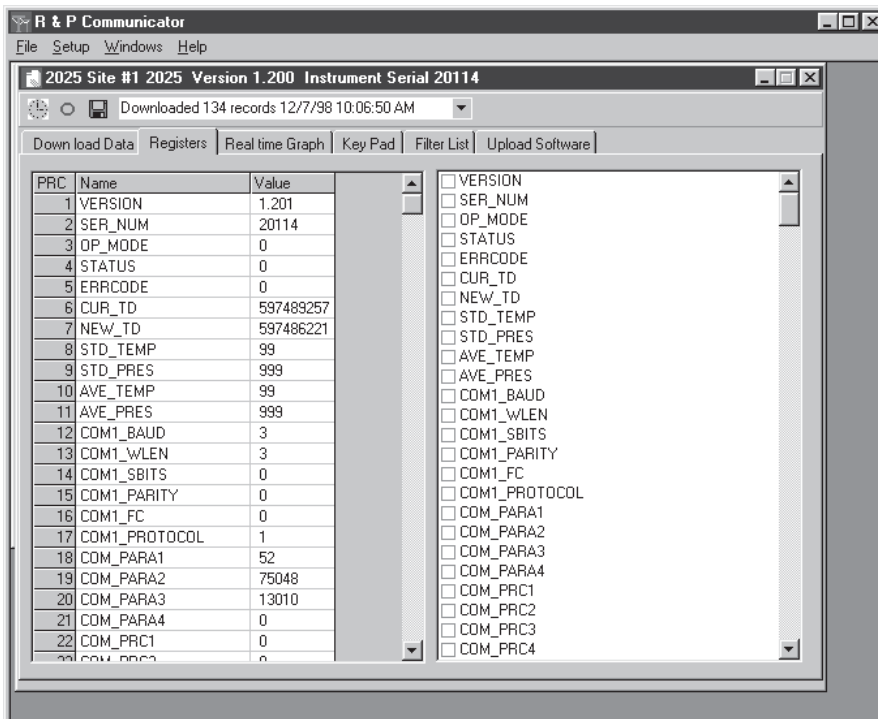 R & P Communicator
File Setup Windows Help
2025 Site #1 2025 Version 1.200 Instrument Serial 20114
Downloaded 134 records 12/7/98 10:06:50 AM
Down load Data Registers Real time Graph Key Pad Filter List Upload Software
PRC Name Value
1 VERSION 1.201
2 SER_NUM 20114
3 OP_MODE 0
4 STATUS 0
5 ERRCODE 0
6 CUR_TD 597489257
7 NEW_TD 597486221
8 STD_TEMP 99
9 STD_PRES 999
10 AVE_TEMP 99
11 AVE_PRES 999
12 COM1_BAUD 3
13 COM1_WLEN 3
14 COM1_SBITS 0
15 COM1_PARITY 0
16 COM1_FC 0
17 COM1_PROTOCOL 1
18 COM_PARA1 52
19 COM_PARA2 75048
20 COM_PARA3 13010
21 COM_PARA4 0
22 COM_PRC1 0
VERSION
SER_NUM
OP_MODE
STATUS
ERRCODE
CUR_TD
NEW_TD
STD_TEMP
STD_PRES
AVE_TEMP
AVE_PRES
COM1_BAUD
COM1_WLEN
COM1_SBITS
COM1_PARITY
COM1_FC
COM1_PROTOCOL
COM_PARA1
COM_PARA2
COM_PARA3
COM_PARA4
COM_PRC1
COM_PRC2
COM_PRC3
COM_PRC4